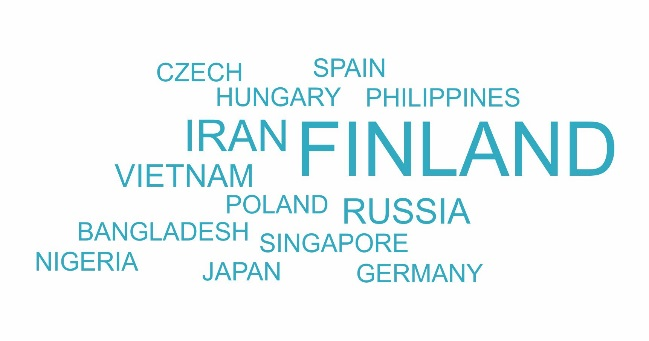 CZECH SPAIN
HUNGARY PHILIPPINES
IRAN FINLAND
VIETNAM
POLAND RUSSIA
BANGLADESH SINGAPORE
NIGERIA
JAPAN GERMANY